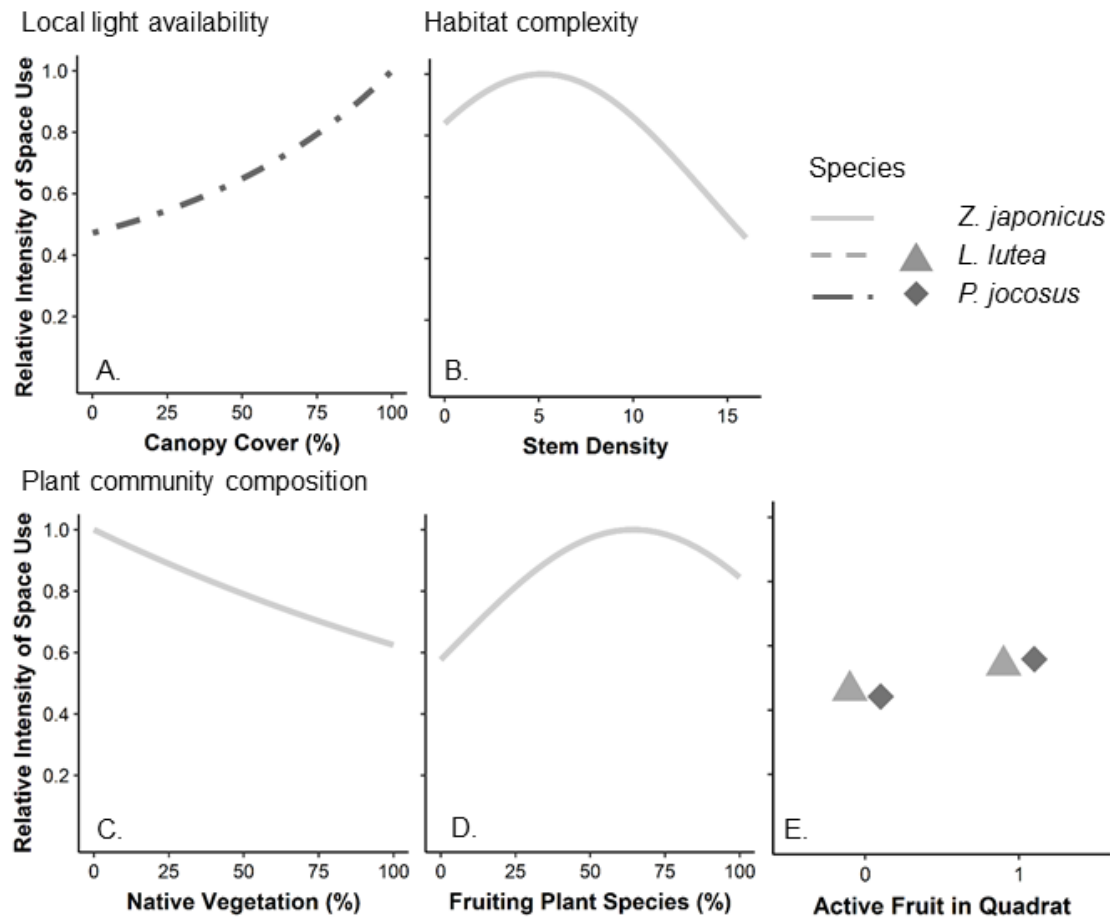 Local light availability
Habitat complexity
Relative Intensity of Space Use
1.0
0.8
0.6
0.4
0.2
A.
0 25 50 75 100
Canopy Cover (%)
B.
0 5 10 15
Stem Density
Species
Z. japonicus
L. lutea
P. jocosus
Plant community composition
Relative Intensity of Space Use
1.0
0.8
0.6
0.4
0.2
C.
0 25 50 75 100
Native Vegetation (%)
D.
0 25 50 75 100
Fruiting Plant Species (%)
E.
0 1
Active Fruit in Quadrat